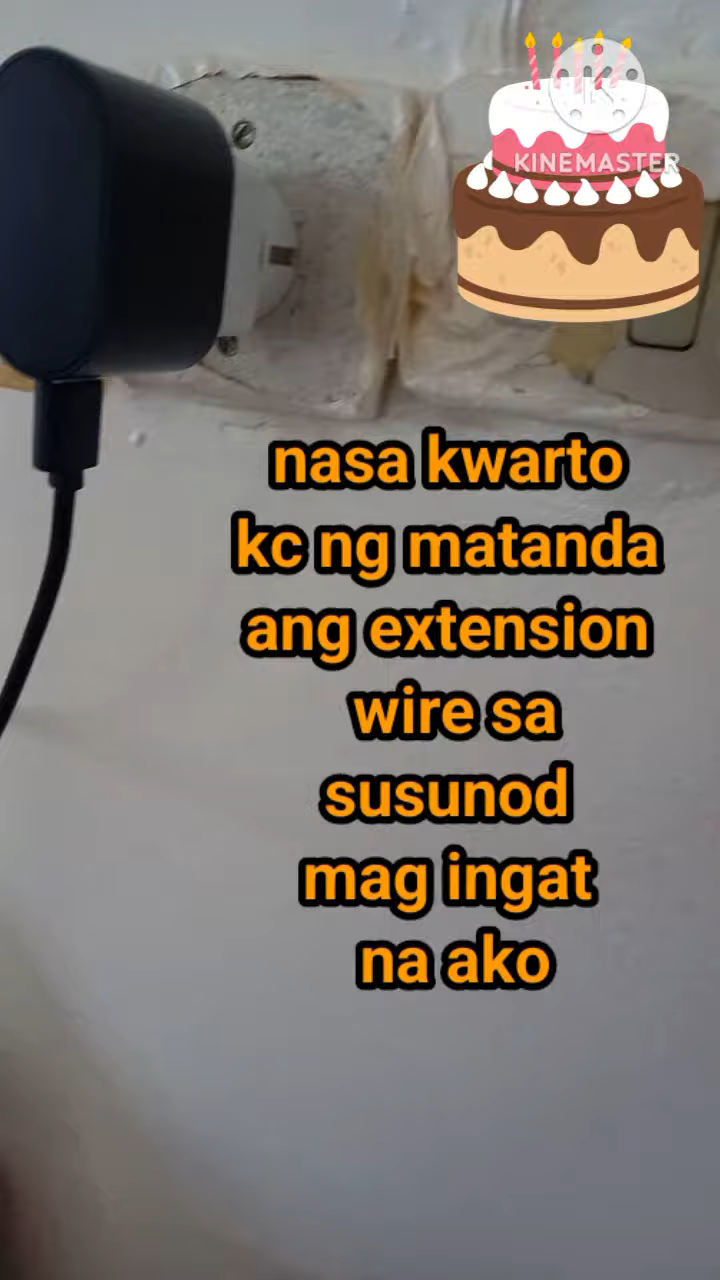 KINEMASTER
nasa kwarto
kc ng matanda
ang extension
wire sa
susunod
mag ingat
na ako